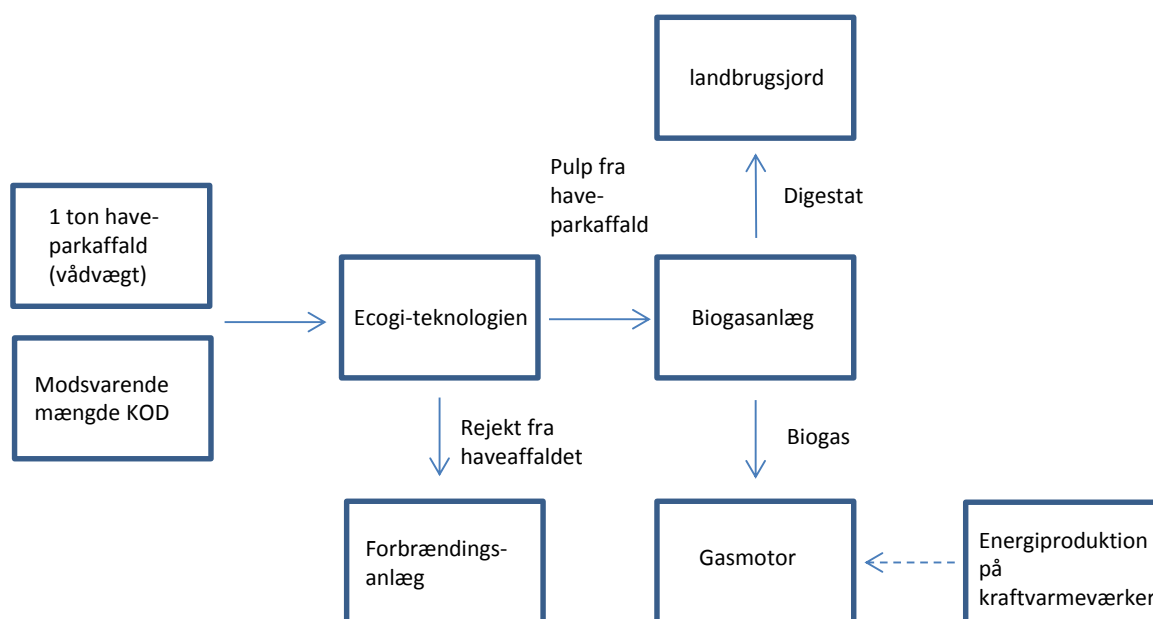 landbrugsjord
Pulp fra
have-
parkaffald
Digestat
1 ton have-
parkaffald
(vådvægt)
Ecogi-teknologien
Biogasanlæg
Modsvarende
mængde KOD
Rejekt fra
haveaffaldet
Biogas
Forbrændings-
anlæg
Gasmotor
Energiproduktion
på
kraftvarmeværker